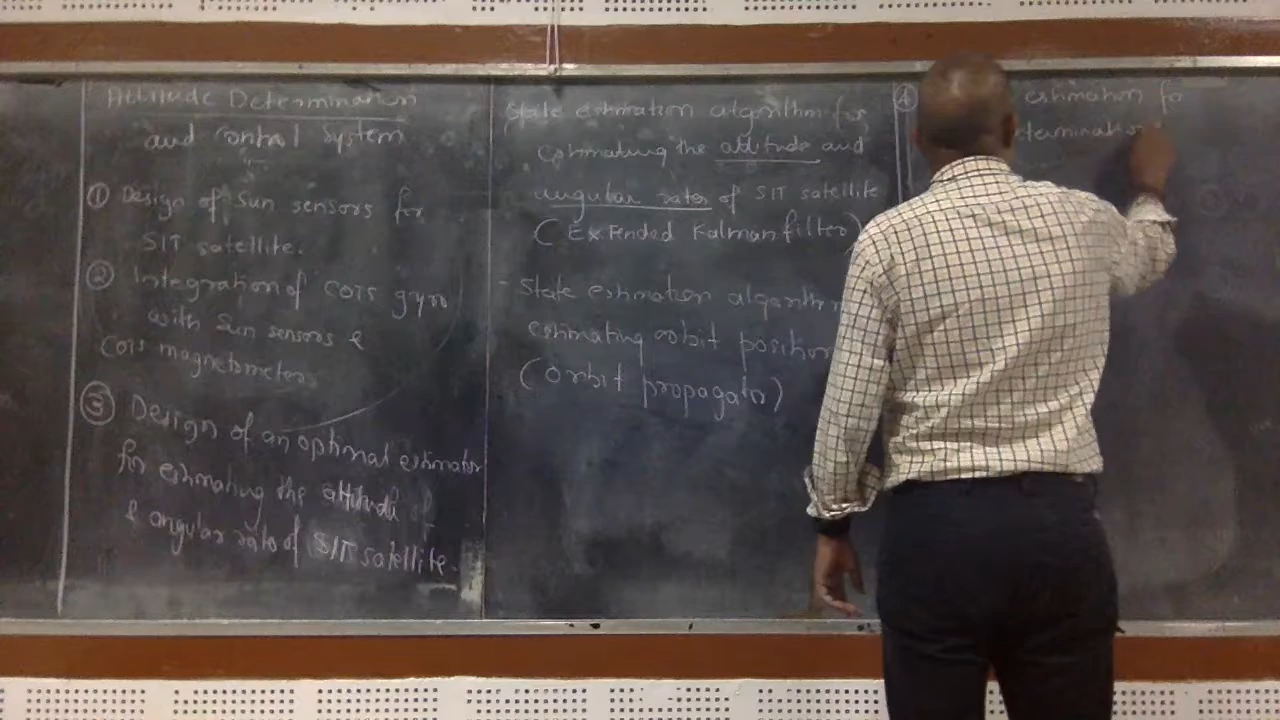 Attitude Determination
and Control System
① Design of Sun sensors for
SIT satellite.
② Integration of COTS gyro
with Sun sensors &
COTS magnetometers
③ Design of an optimal estimator
for estimating the attitude
& angular rate of SIT satellite.
State estimation algorithm for
estimating the attitude and
angular rates of SIT satellite
(Extended Kalman filter)
- State estimation algorithm
estimating orbit position
(Orbit propagator)
④ estimation for